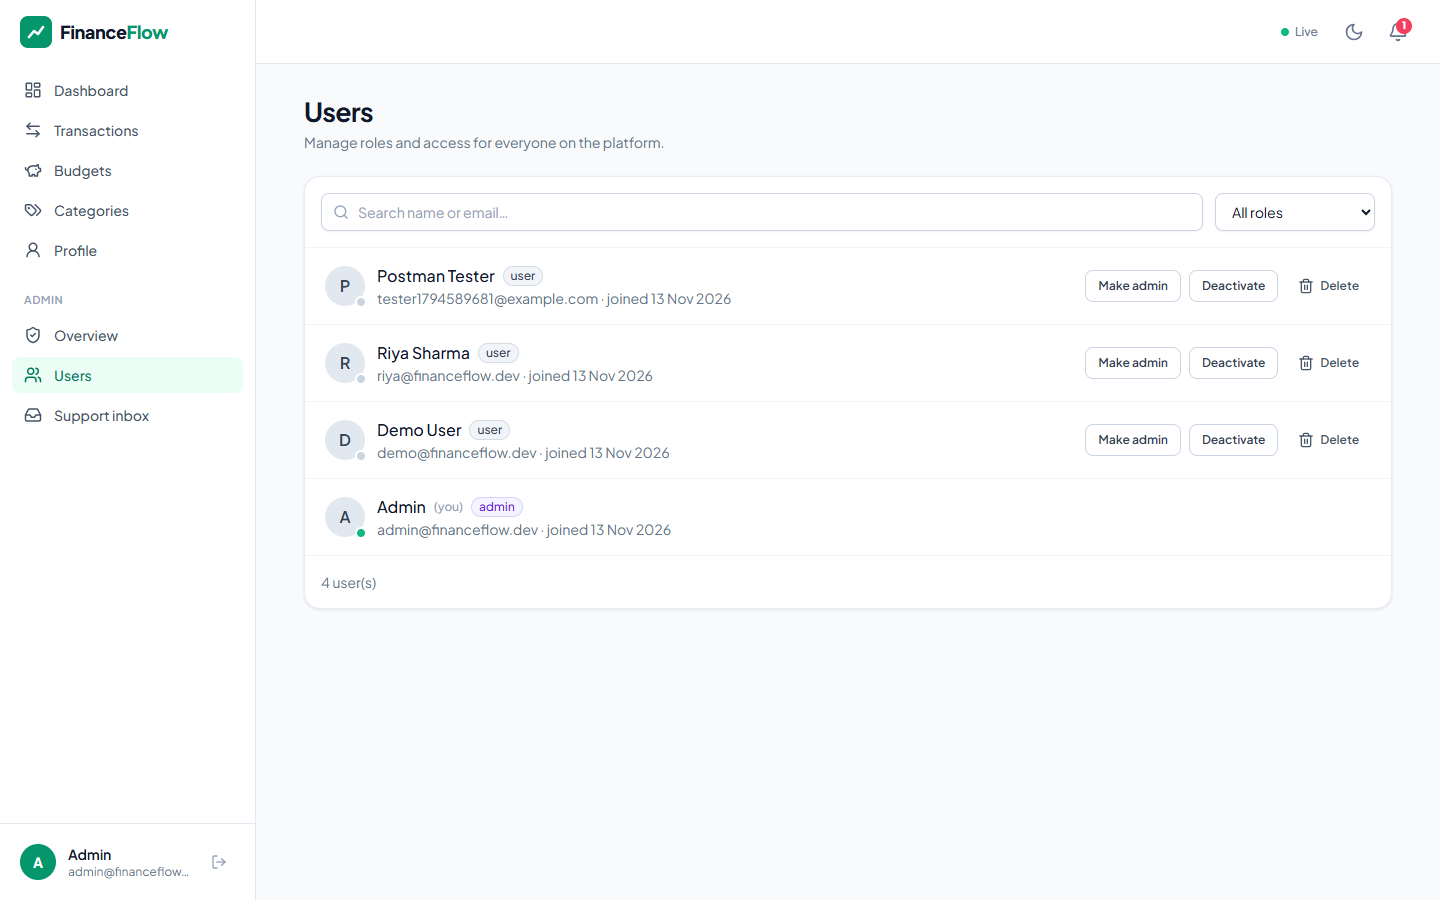 FinanceFlow
Dashboard
Transactions
Budgets
Categories
Profile
ADMIN
Overview
Users
Support inbox
Admin
admin@financeflow...
Live
1
Users
Manage roles and access for everyone on the platform.
Search name or email...
All roles
P
Postman Tester user
tester1794589681@example.com · joined 13 Nov 2026
Make admin Deactivate Delete
R
Riya Sharma user
riya@financeflow.dev · joined 13 Nov 2026
Make admin Deactivate Delete
D
Demo User user
demo@financeflow.dev · joined 13 Nov 2026
Make admin Deactivate Delete
A
Admin (you) admin
admin@financeflow.dev · joined 13 Nov 2026
4 user(s)
A